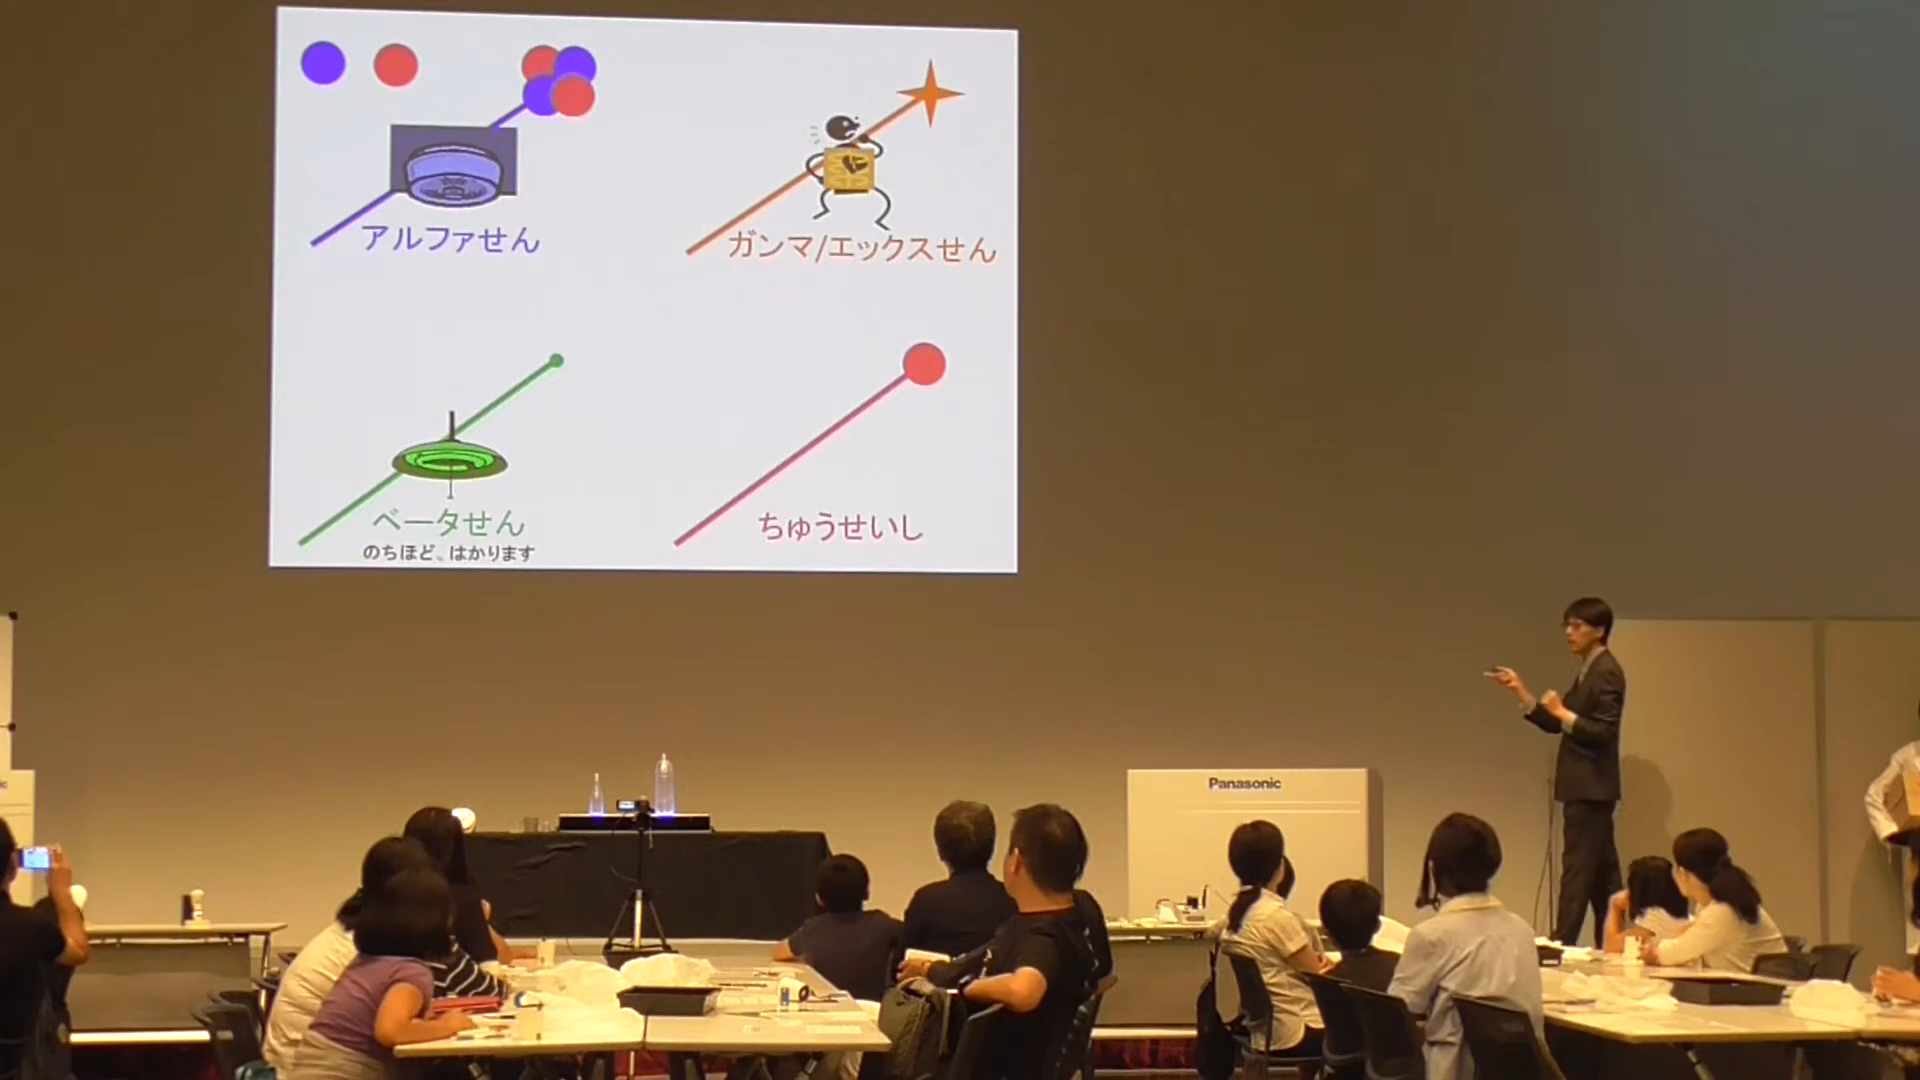 アルファせん
ガンマ/エックスせん
ベータせん
のちほど、はかります
ちゅうせいし
Panasonic